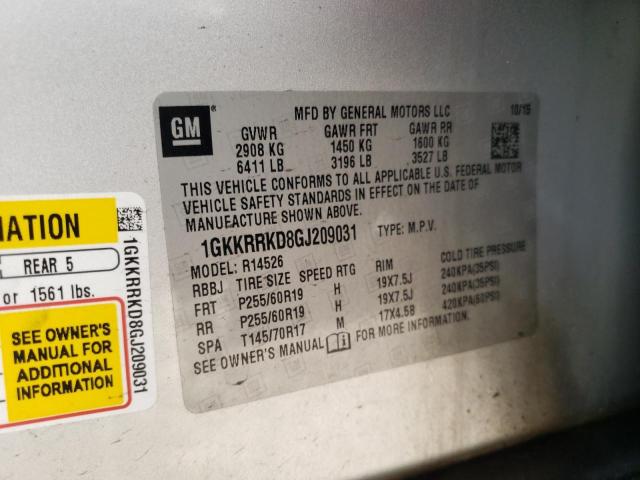 GM
MFD BY GENERAL MOTORS LLC 10/15
GVWR GAWR FRT GAWR RR
2908 KG 1450 KG 1600 KG
6411 LB 3196 LB 3527 LB
THIS VEHICLE CONFORMS TO ALL APPLICABLE U.S. FEDERAL MOTOR
VEHICLE SAFETY STANDARDS IN EFFECT ON THE DATE OF
MANUFACTURE SHOWN ABOVE.
1GKKRRKD8GJ209031 TYPE: M.P.V.
MODEL: R14526
RBBJ TIRE SIZE SPEED RTG RIM COLD TIRE PRESSURE
FRT P255/60R19 H 19X7.5J 240KPA(35PSI)
RR P255/60R19 H 19X7.5J 240KPA(35PSI)
SPA T145/70R17 M 17X4.5B 420KPA(60PSI)
SEE OWNER'S MANUAL FOR MORE INFORMATION.
REAR 5
or 1561 lbs.
SEE OWNER'S
MANUAL FOR
ADDITIONAL
INFORMATION
1GKKRRKD8GJ209031